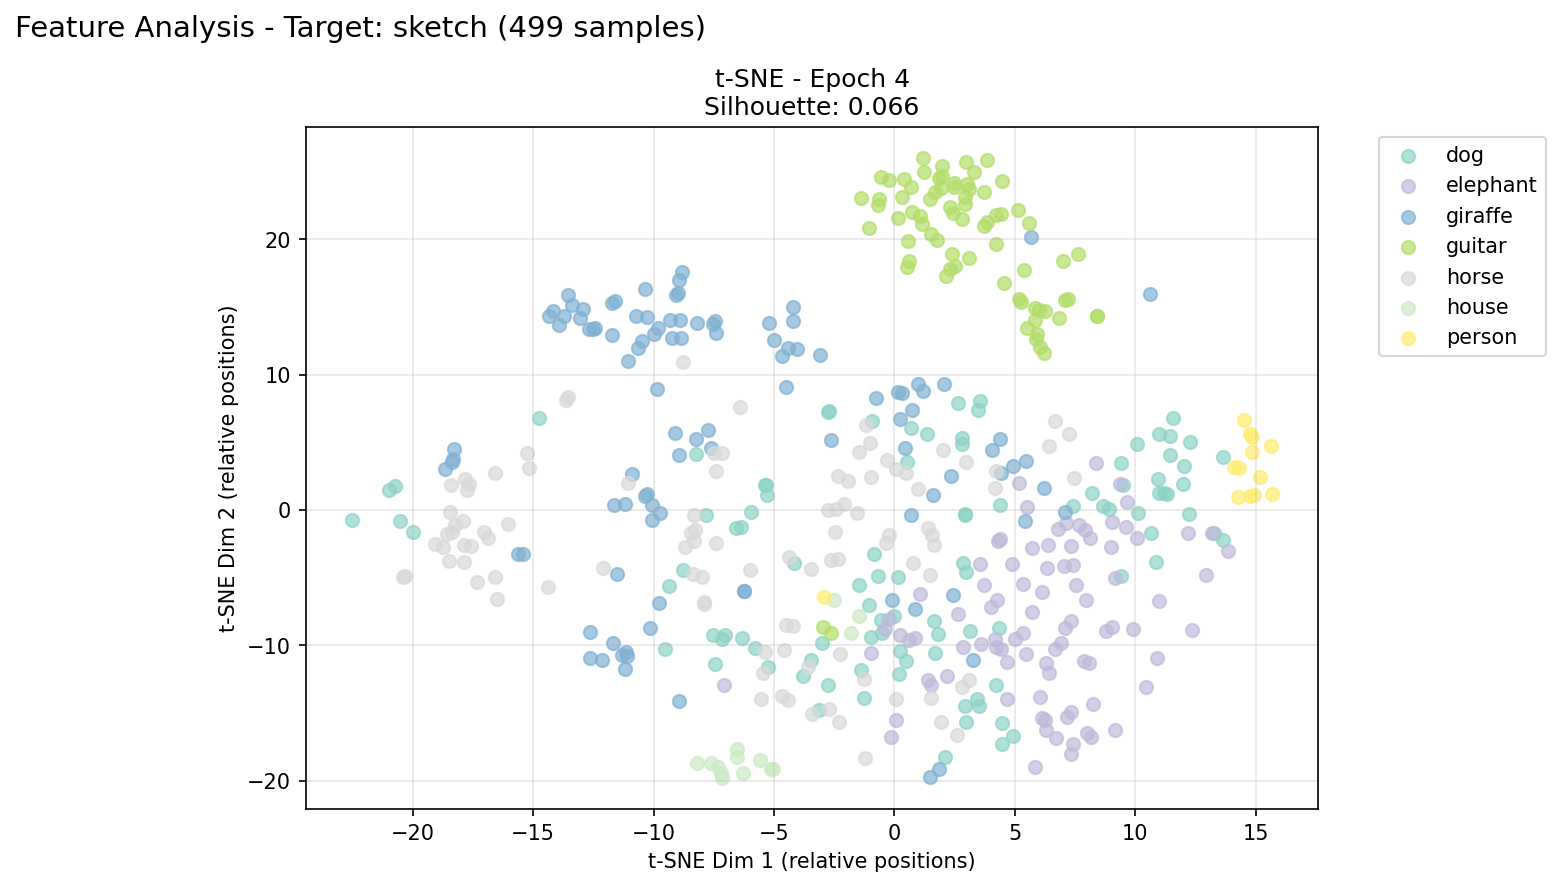 Feature Analysis - Target: sketch (499 samples)
t-SNE - Epoch 4
Silhouette: 0.066
dog
elephant
giraffe
guitar
horse
house
person
t-SNE Dim 2 (relative positions)
20
10
0
−10
−20
−20 −15 −10 −5 0 5 10 15
t-SNE Dim 1 (relative positions)